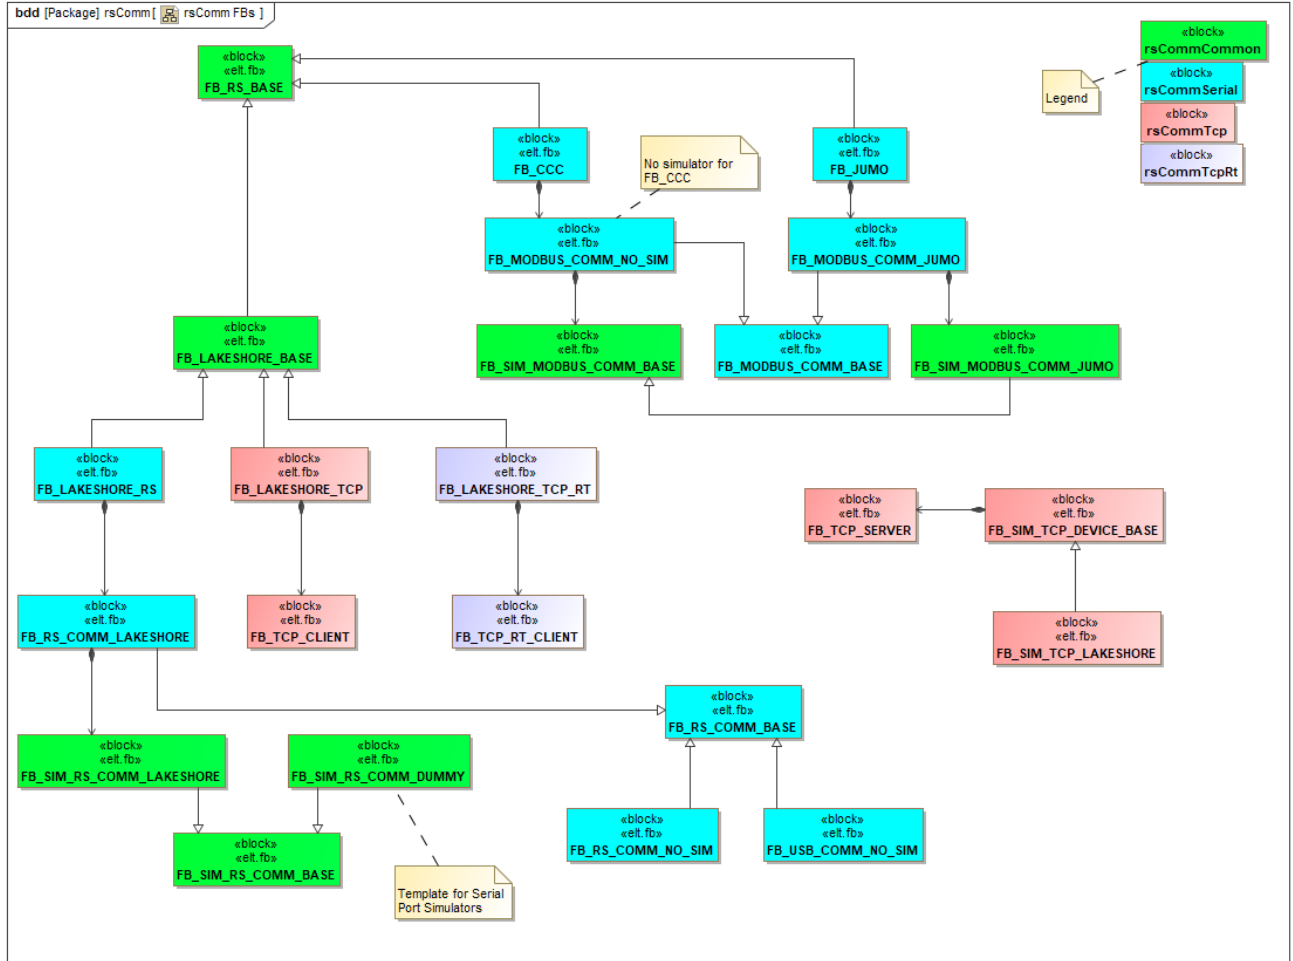 bdd [Package] rsComm [ rsComm FBs ]
«block»
«elt.fb»
FB_RS_BASE
«block»
rsCommCommon
«block»
rsCommSerial
«block»
rsCommTcp
«block»
rsCommTcpRt
Legend
«block»
«elt.fb»
FB_CCC
No simulator for
FB_CCC
«block»
«elt.fb»
FB_JUMO
«block»
«elt.fb»
FB_MODBUS_COMM_NO_SIM
«block»
«elt.fb»
FB_MODBUS_COMM_JUMO
«block»
«elt.fb»
FB_LAKESHORE_BASE
«block»
«elt.fb»
FB_SIM_MODBUS_COMM_BASE
«block»
«elt.fb»
FB_MODBUS_COMM_BASE
«block»
«elt.fb»
FB_SIM_MODBUS_COMM_JUMO
«block»
«elt.fb»
FB_LAKESHORE_RS
«block»
«elt.fb»
FB_LAKESHORE_TCP
«block»
«elt.fb»
FB_LAKESHORE_TCP_RT
«block»
«elt.fb»
FB_TCP_SERVER
«block»
«elt.fb»
FB_SIM_TCP_DEVICE_BASE
«block»
«elt.fb»
FB_RS_COMM_LAKESHORE
«block»
«elt.fb»
FB_TCP_CLIENT
«block»
«elt.fb»
FB_TCP_RT_CLIENT
«block»
«elt.fb»
FB_SIM_TCP_LAKESHORE
«block»
«elt.fb»
FB_RS_COMM_BASE
«block»
«elt.fb»
FB_SIM_RS_COMM_LAKESHORE
«block»
«elt.fb»
FB_SIM_RS_COMM_DUMMY
«block»
«elt.fb»
FB_RS_COMM_NO_SIM
«block»
«elt.fb»
FB_USB_COMM_NO_SIM
«block»
«elt.fb»
FB_SIM_RS_COMM_BASE
Template for Serial
Port Simulators